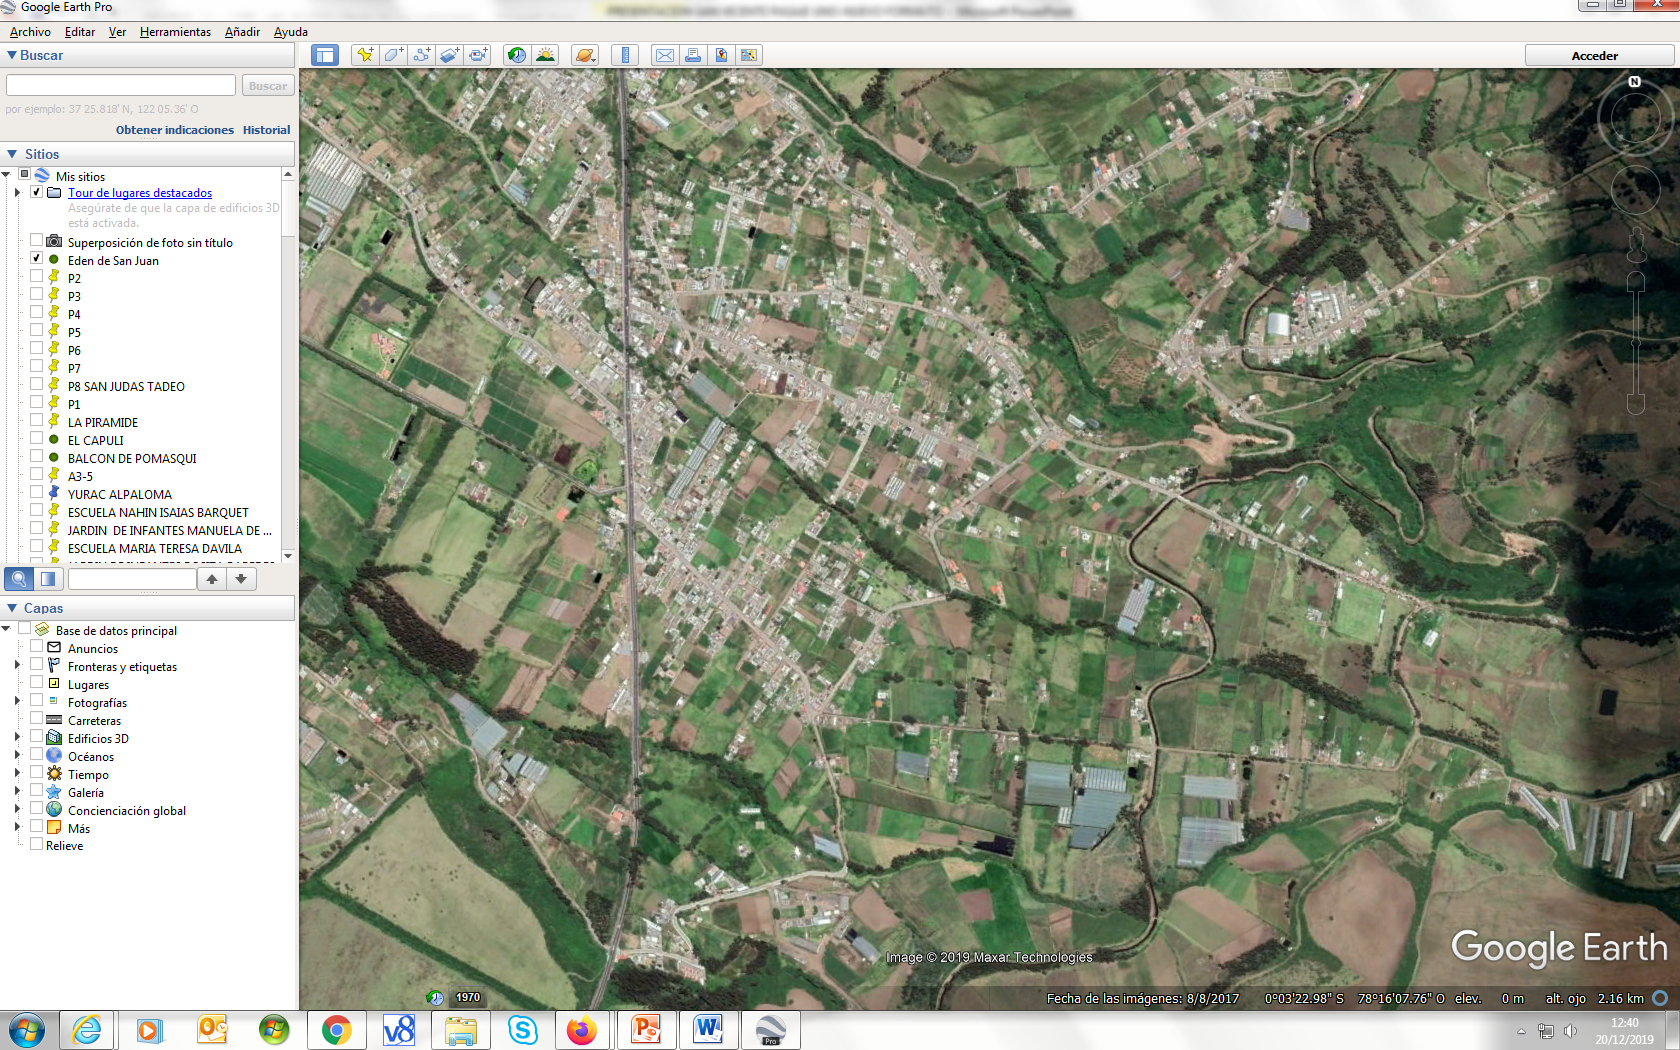 Google Earth Pro
Archivo Editar Ver Herramientas Añadir Ayuda
Buscar
Buscar
por ejemplo: 37 25.818' N, 122 05.36' O
Obtener indicaciones Historial
Sitios
Mis sitios
Tour de lugares destacados
Asegúrate de que la capa de edificios 3D
está activada.
Superposición de foto sin título
Eden de San Juan
P2
P3
P4
P5
P6
P7
P8 SAN JUDAS TADEO
P1
LA PIRAMIDE
EL CAPULI
BALCON DE POMASQUI
A3-5
YURAC ALPALOMA
ESCUELA NAHIN ISAIAS BARQUET
JARDIN DE INFANTES MANUELA DE ...
ESCUELA MARIA TERESA DAVILA
Capas
Base de datos principal
Anuncios
Fronteras y etiquetas
Lugares
Fotografías
Carreteras
Edificios 3D
Océanos
Tiempo
Galería
Concienciación global
Más
Relieve
Acceder
N
Image © 2019 Maxar Technologies
Google Earth
1970
Fecha de las imágenes: 8/8/2017 0°03'22.98" S 78°16'07.76" O elev. 0 m alt. ojo 2.16 km
Pro
12:40
20/12/2019